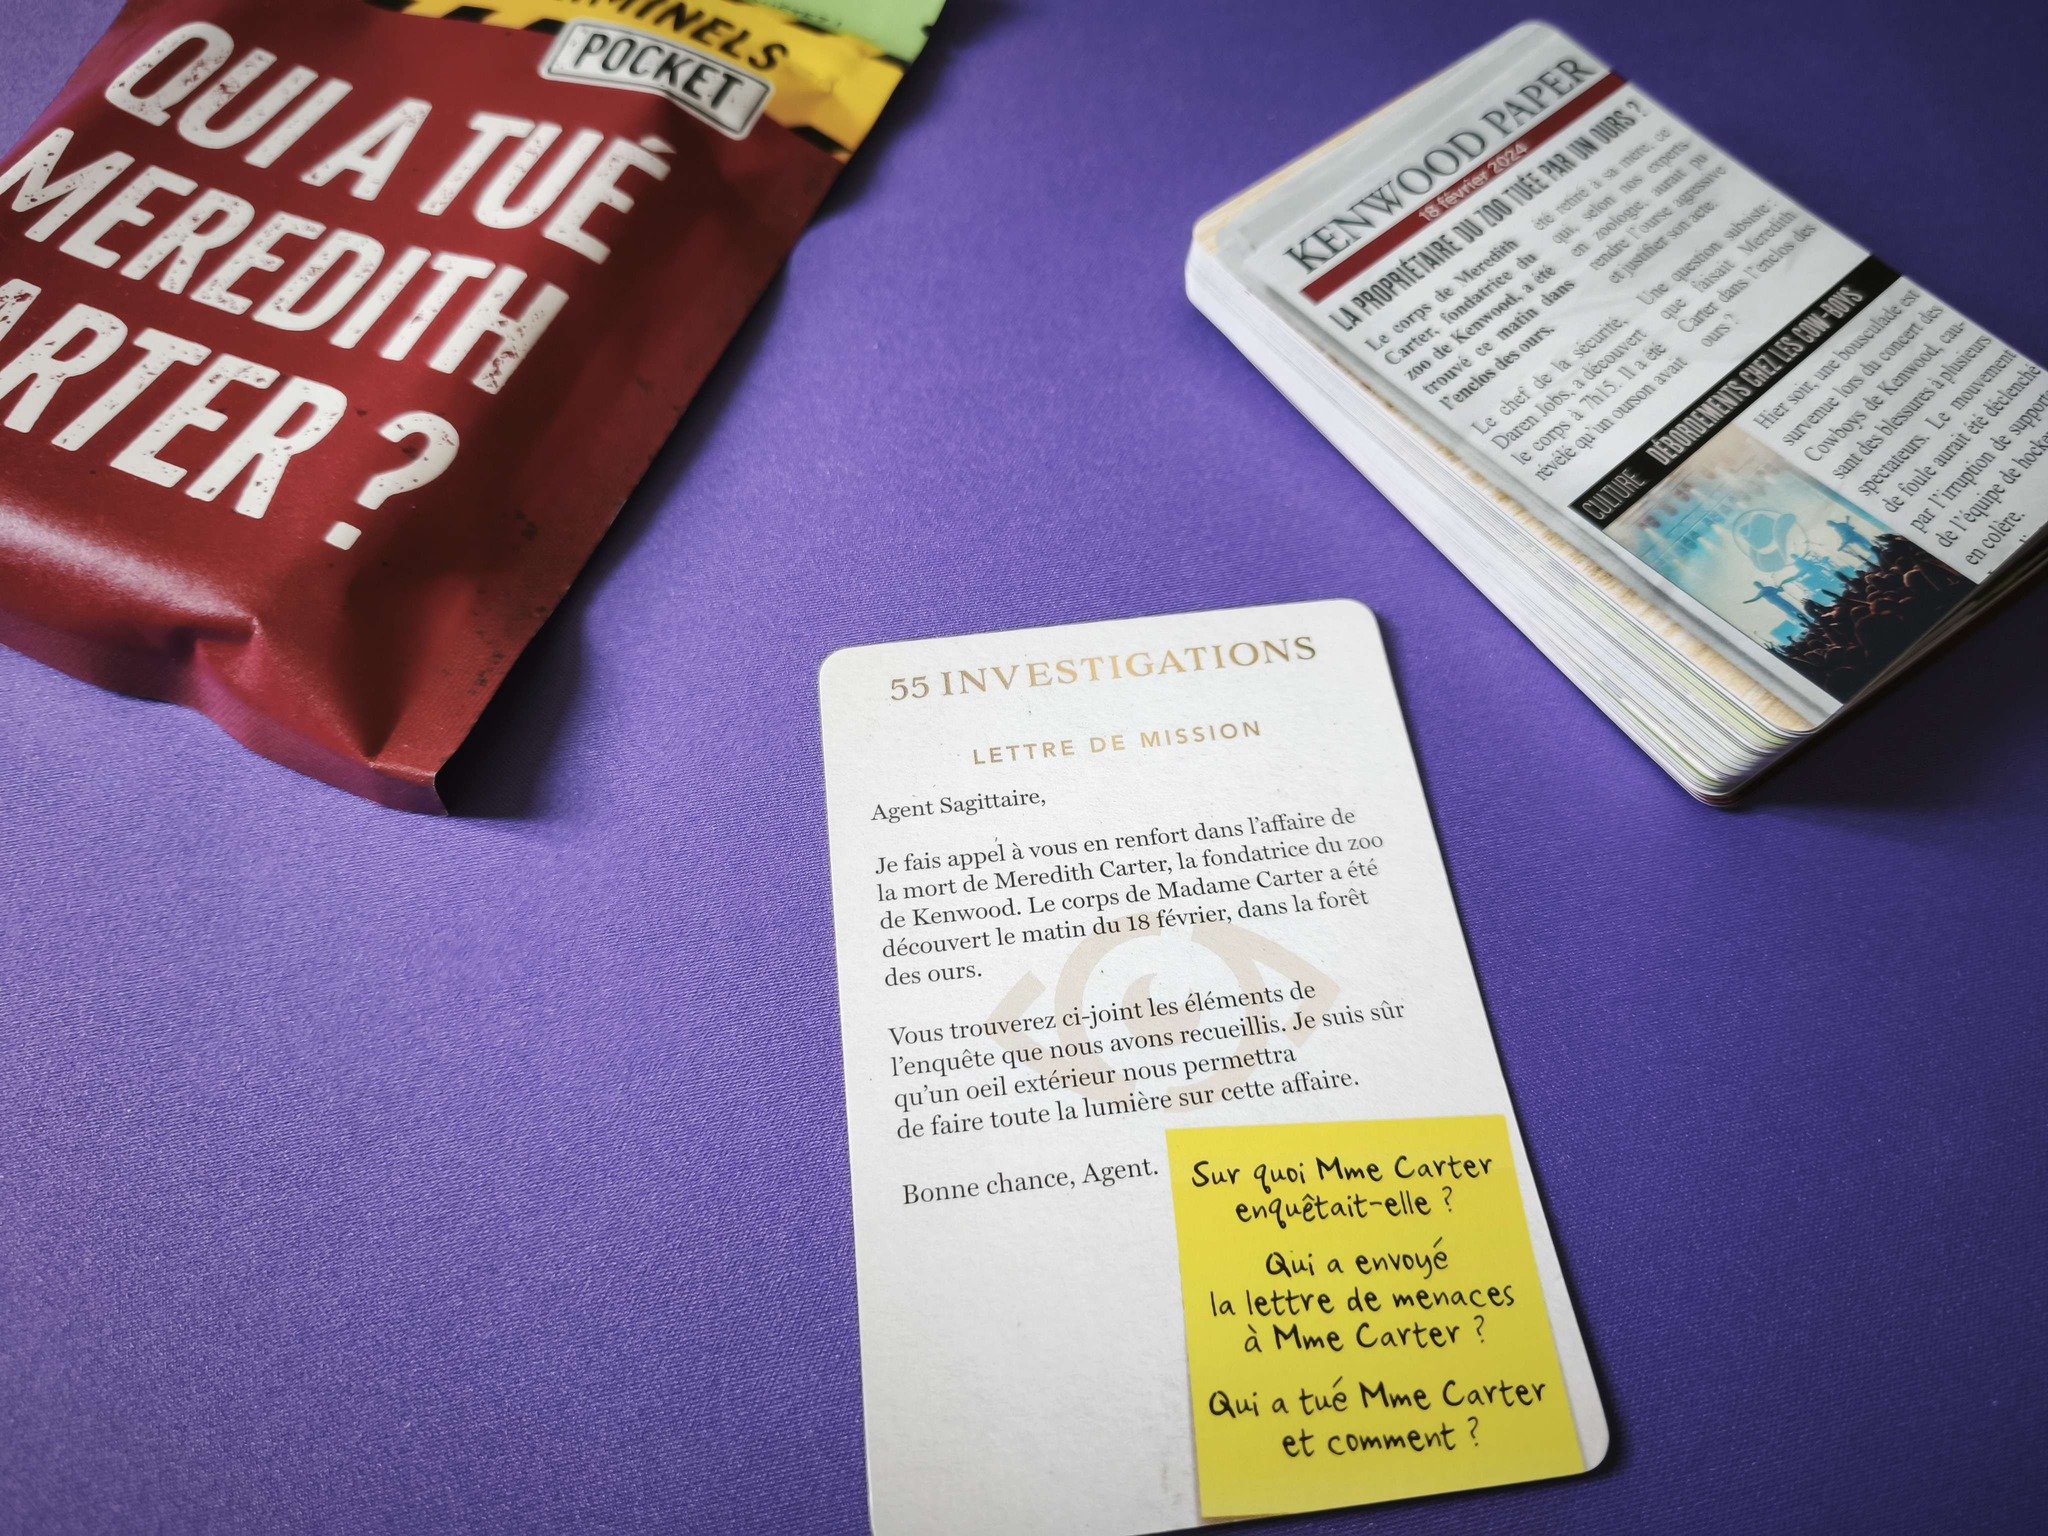 MINELS
POCKET
QUI A TUÉ
MEREDITH
ARTER ?
KENWOOD PAPER
18 février 2024
LA PROPRIÉTAIRE DU ZOO TUÉE PAR UN OURS ?
Le corps de Meredith
Carter, fondatrice du
zoo de Kenwood, a été
trouvé ce matin dans
l'enclos des ours.
Le chef de la sécurité,
Daren Jobs, a découvert
le corps à 7h15. Il a été
révélé qu'un ourson avait
été retiré à sa mère, ce
qui, selon nos experts
en zoologie, aurait pu
rendre l'ourse agressive
et justifier son acte.
Une question subsiste :
que faisait Meredith
Carter dans l'enclos des
ours ?
CULTURE DÉBORDEMENTS CHEZ LES COW-BOYS
Hier soir, une bousculade est
survenue lors du concert des
Cowboys de Kenwood, cau-
sant des blessures à plusieurs
spectateurs. Le mouvement
de foule aurait été déclenché
par l'irruption de support
de l'équipe de hocke
en colère.
55 INVESTIGATIONS
LETTRE DE MISSION
Agent Sagittaire,
Je fais appel à vous en renfort dans l'affaire de
la mort de Meredith Carter, la fondatrice du zoo
de Kenwood. Le corps de Madame Carter a été
découvert le matin du 18 février, dans la forêt
des ours.
Vous trouverez ci-joint les éléments de
l'enquête que nous avons recueillis. Je suis sûr
qu'un oeil extérieur nous permettra
de faire toute la lumière sur cette affaire.
Bonne chance, Agent.
Sur quoi Mme Carter
enquêtait-elle ?
Qui a envoyé
la lettre de menaces
à Mme Carter ?
Qui a tué Mme Carter
et comment ?